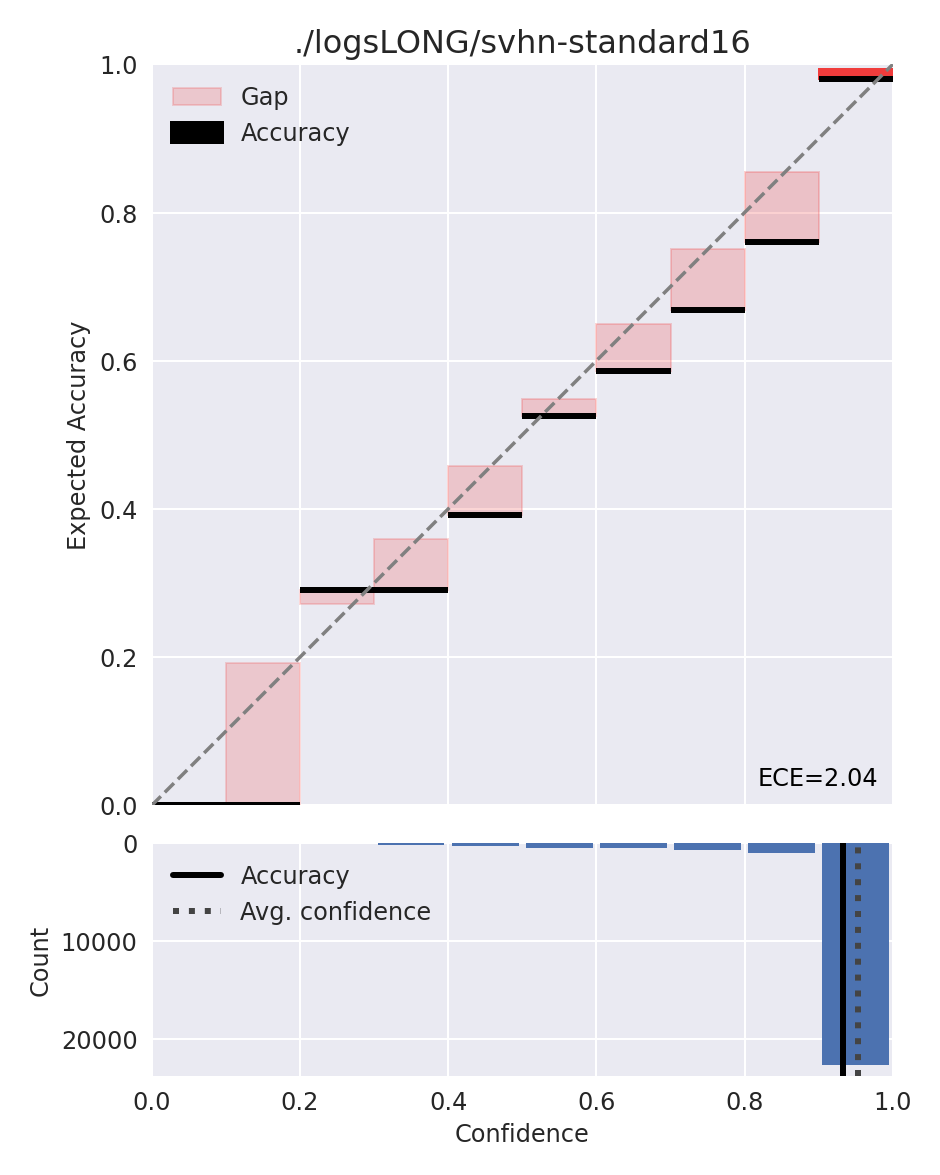 ./logsLONG/svhn-standard16
1.0
0.8
0.6
0.4
0.2
0.0
Expected Accuracy
Gap
Accuracy
ECE=2.04
0
10000
20000
Count
Accuracy
Avg. confidence
0.0 0.2 0.4 0.6 0.8 1.0
Confidence